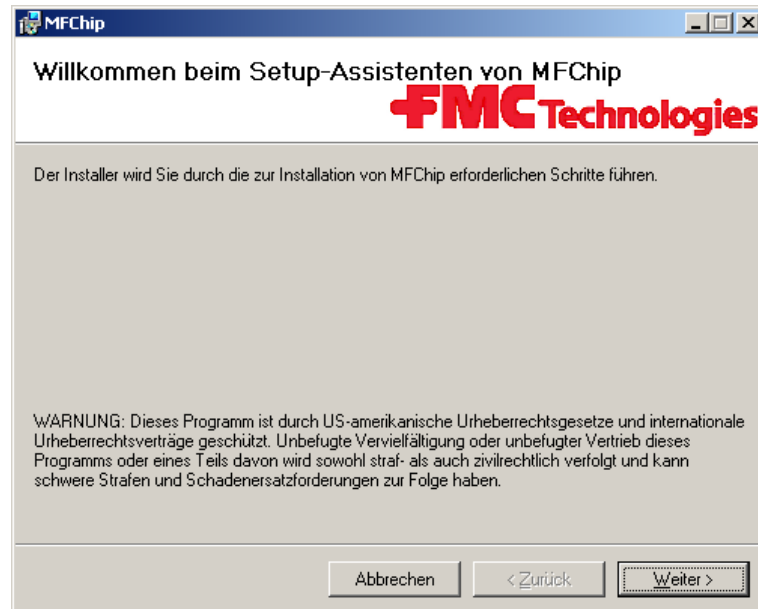 MFChip
Willkommen beim Setup-Assistenten von MFChip
FMC Technologies
Der Installer wird Sie durch die zur Installation von MFChip erforderlichen Schritte führen.
WARNUNG: Dieses Programm ist durch US-amerikanische Urheberrechtsgesetze und internationale
Urheberrechtsverträge geschützt. Unbefugte Vervielfältigung oder unbefugter Vertrieb dieses
Programms oder eines Teils davon wird sowohl straf- als auch zivilrechtlich verfolgt und kann
schwere Strafen und Schadenersatzforderungen zur Folge haben.
Abbrechen < Zurück Weiter >